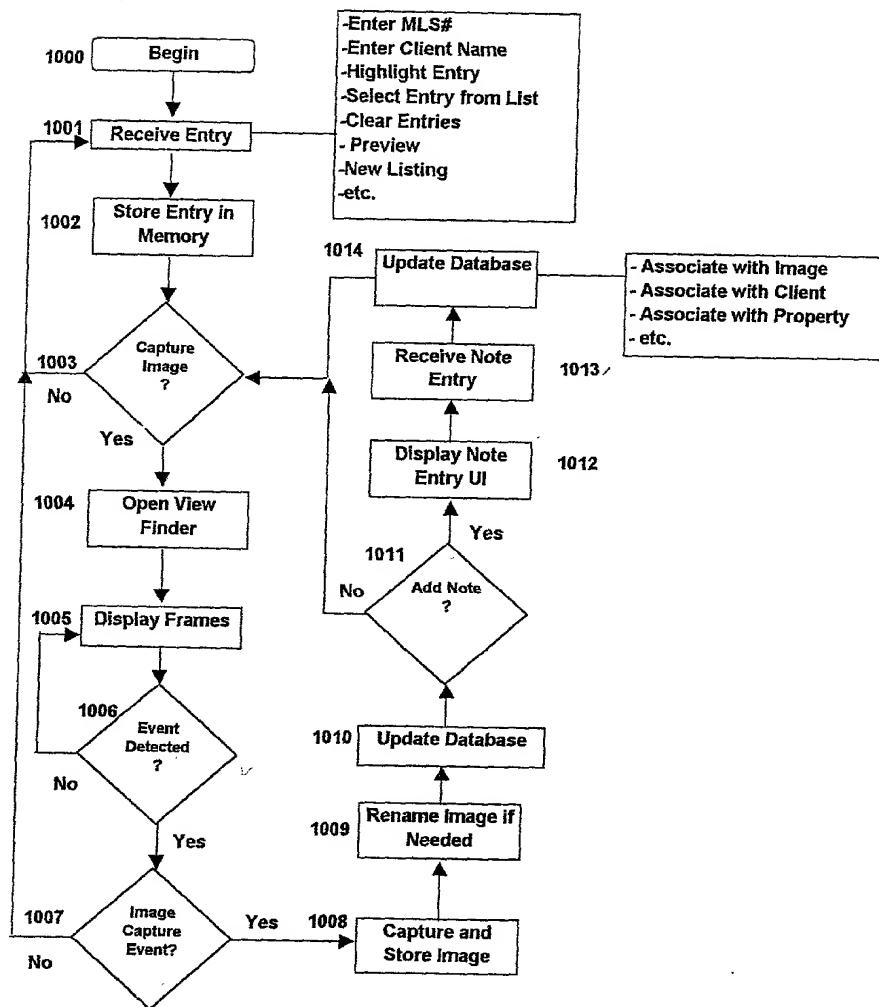 1000
Begin
1001
Receive Entry
-Enter MLS#
-Enter Client Name
-Highlight Entry
-Select Entry from List
-Clear Entries
- Preview
-New Listing
-etc.
1002
Store Entry in
Memory
1003
Capture
Image
?
No
Yes
1004
Open View
Finder
1005
Display Frames
1006
Event
Detected
?
No
Yes
1007
Image
Capture
Event?
No
Yes
1008
Capture and
Store Image
1009
Rename Image if
Needed
1010
Update Database
1011
Add Note
?
No
Yes
1012
Display Note
Entry UI
1013
Receive Note
Entry
1014
Update Database
- Associate with Image
- Associate with Client
- Associate with Property
- etc.